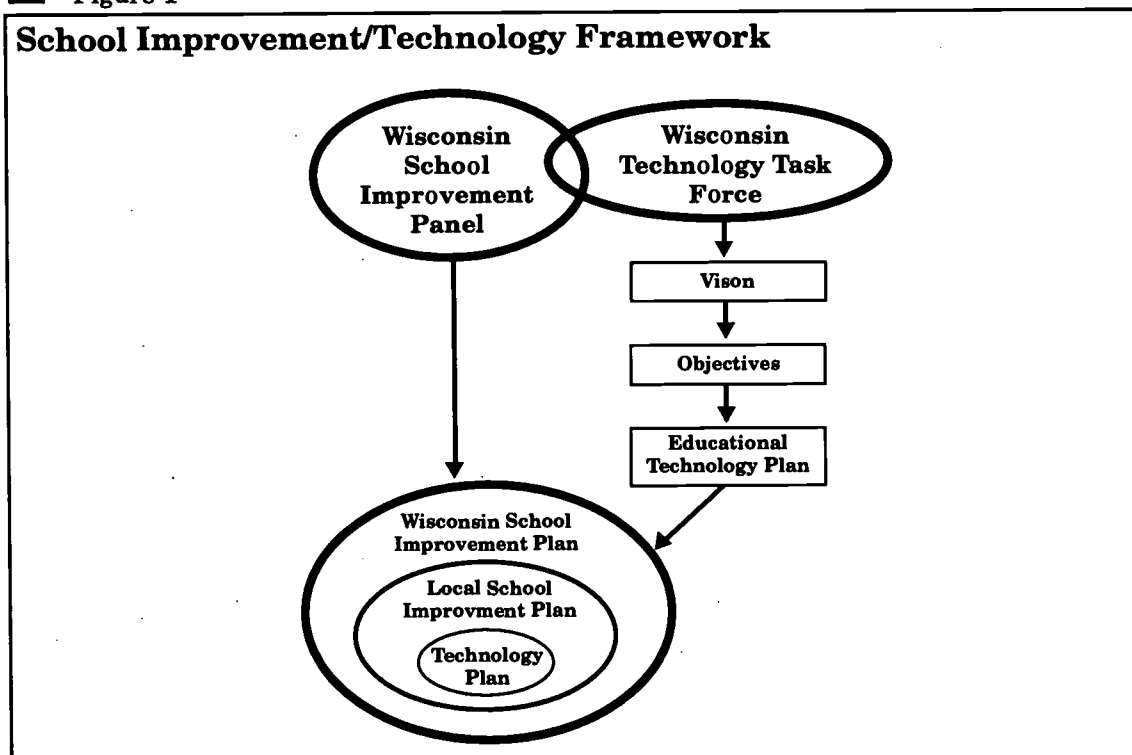 Figure 1
School Improvement/Technology Framework
Wisconsin
School
Improvement
Panel
Wisconsin
Technology Task
Force
Vison
Objectives
Educational
Technology Plan
Wisconsin School
Improvement Plan
Local School
Improvment Plan
Technology
Plan